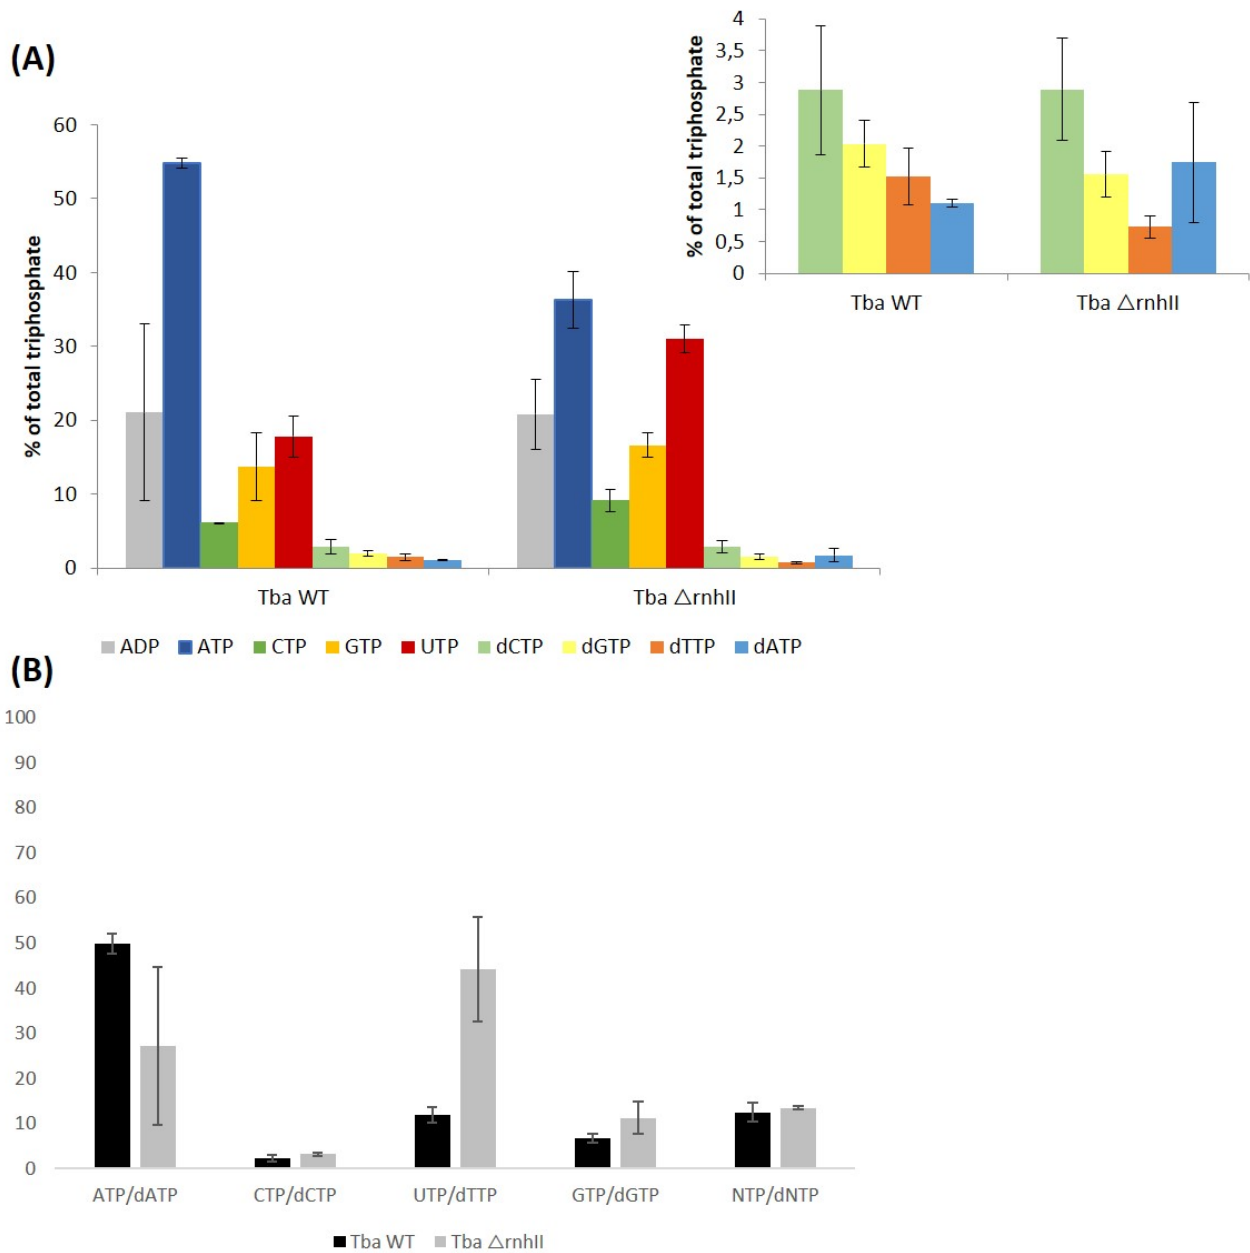 (A)
% of total triphosphate
60
50
40
30
20
10
0
Tba WT
Tba △rnhII
% of total triphosphate
4
3,5
3
2,5
2
1,5
1
0,5
0
Tba WT
Tba △rnhII
ADP ATP CTP GTP UTP dCTP dGTP dTTP dATP
(B)
100
90
80
70
60
50
40
30
20
10
0
ATP/dATP CTP/dCTP UTP/dTTP GTP/dGTP NTP/dNTP
Tba WT Tba △rnhII